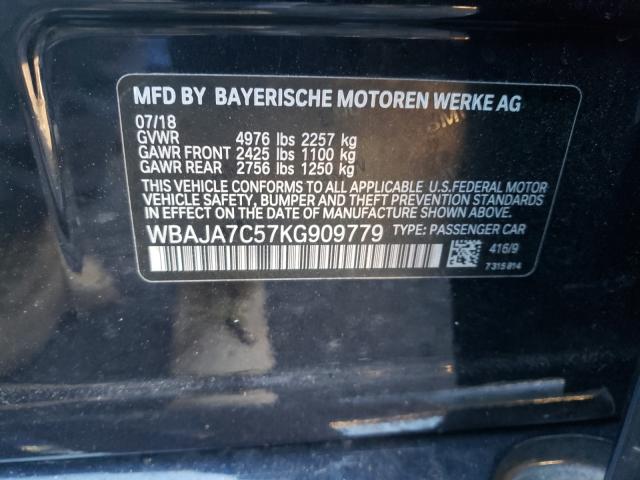 MFD BY BAYERISCHE MOTOREN WERKE AG
07/18
GVWR 4976 lbs 2257 kg
GAWR FRONT 2425 lbs 1100 kg
GAWR REAR 2756 lbs 1250 kg
THIS VEHICLE CONFORMS TO ALL APPLICABLE U.S.FEDERAL MOTOR
VEHICLE SAFETY, BUMPER AND THEFT PREVENTION STANDARDS
IN EFFECT ON THE DATE OF MANUFACTURE SHOWN ABOVE.
WBAJA7C57KG909779 TYPE: PASSENGER CAR
416/9
7315814